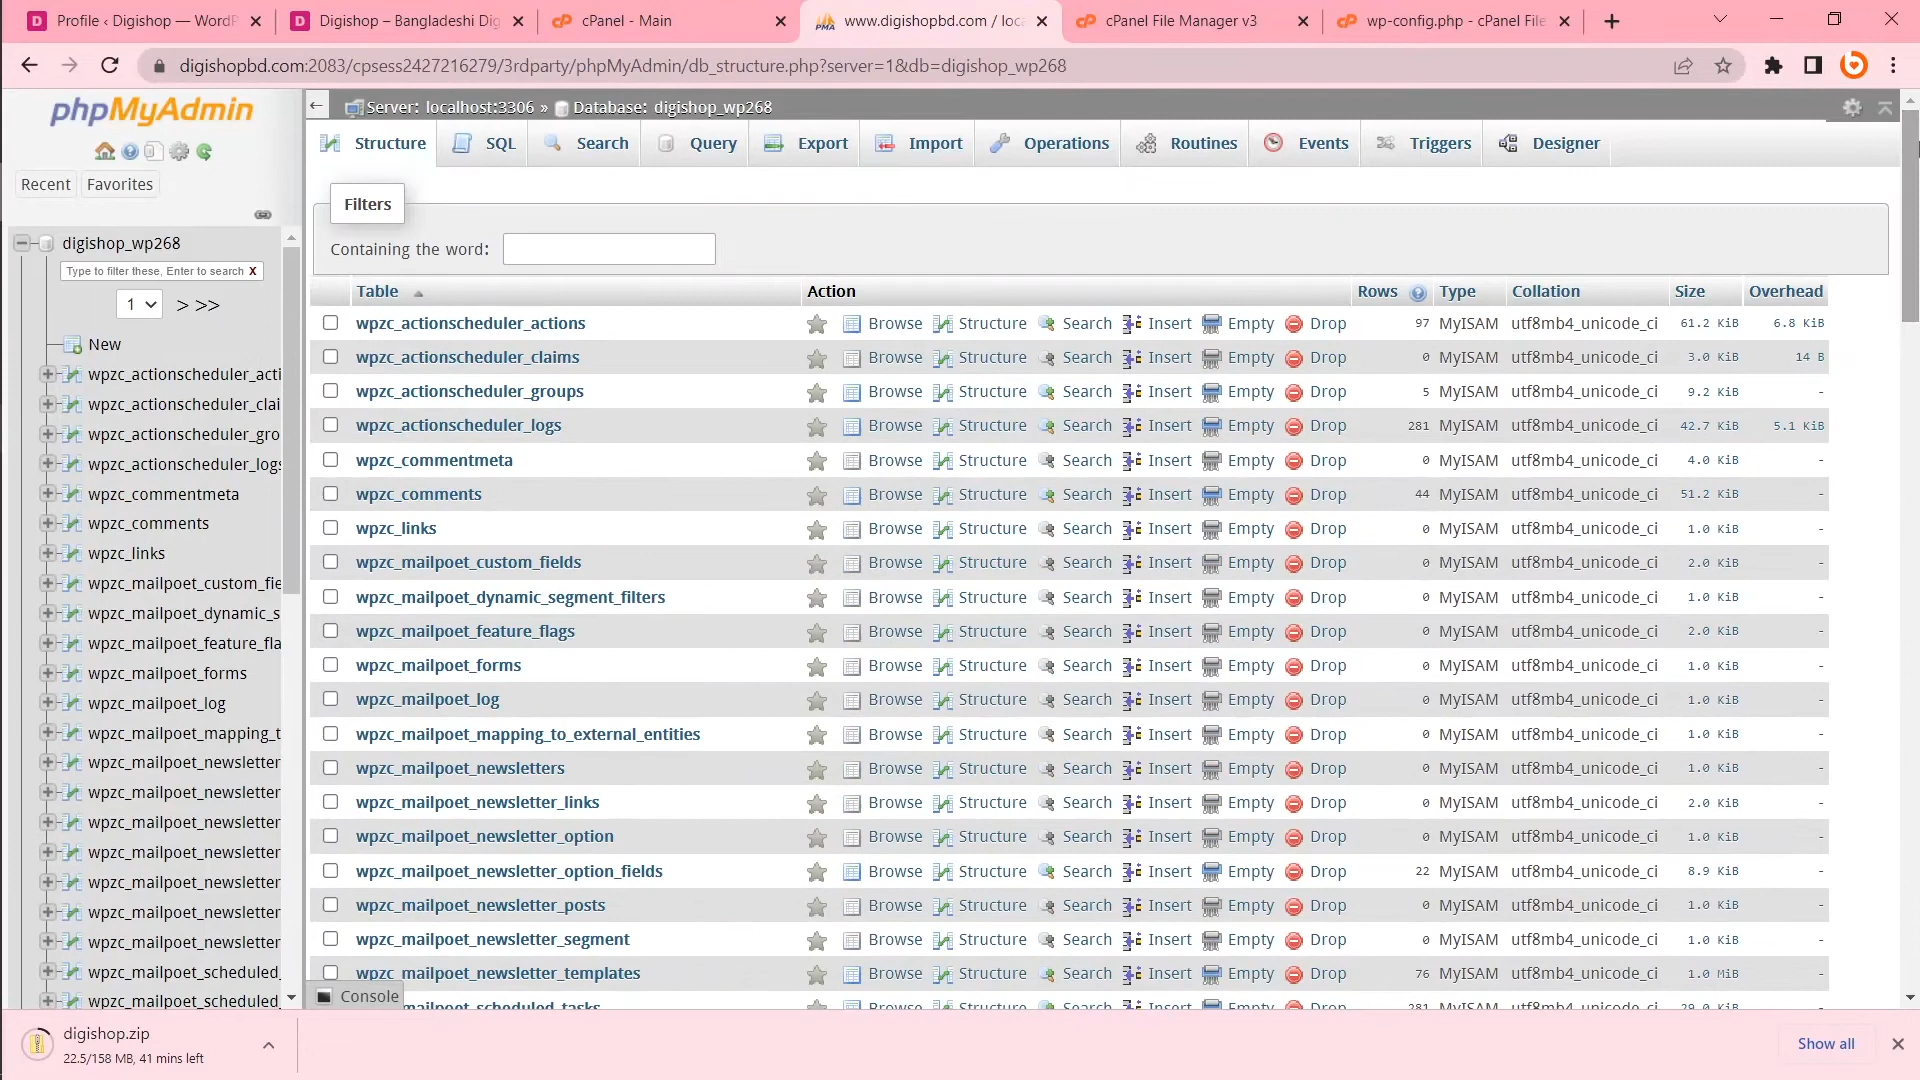 Profile ‹ Digishop — WordP
Digishop – Bangladeshi Dig
cPanel - Main
www.digishopbd.com / loca
cPanel File Manager v3
wp-config.php - cPanel File
digishopbd.com:2083/cpsess2427216279/3rdparty/phpMyAdmin/db_structure.php?server=1&db=digishop_wp268
phpMyAdmin
Server: localhost:3306 » Database: digishop_wp268
Structure SQL Search Query Export Import Operations Routines Events Triggers Designer
Recent Favorites
Filters
Containing the word:
digishop_wp268
Type to filter these, Enter to search X
1 > >>
New
wpzc_actionscheduler_acti
wpzc_actionscheduler_clai
wpzc_actionscheduler_gro
wpzc_actionscheduler_logs
wpzc_commentmeta
wpzc_comments
wpzc_links
wpzc_mailpoet_custom_fie
wpzc_mailpoet_dynamic_s
wpzc_mailpoet_feature_fla
wpzc_mailpoet_forms
wpzc_mailpoet_log
wpzc_mailpoet_mapping_t
wpzc_mailpoet_newsletter
wpzc_mailpoet_newsletter
wpzc_mailpoet_newsletter
wpzc_mailpoet_newsletter
wpzc_mailpoet_newsletter
wpzc_mailpoet_newsletter
wpzc_mailpoet_newsletter
wpzc_mailpoet_scheduled_
wpzc_mailpoet_scheduled_
Table Action Rows Type Collation Size Overhead
wpzc_actionscheduler_actions Browse Structure Search Insert Empty Drop 97 MyISAM utf8mb4_unicode_ci 61.2 KiB 6.8 KiB
wpzc_actionscheduler_claims Browse Structure Search Insert Empty Drop 0 MyISAM utf8mb4_unicode_ci 3.0 KiB 14 B
wpzc_actionscheduler_groups Browse Structure Search Insert Empty Drop 5 MyISAM utf8mb4_unicode_ci 9.2 KiB -
wpzc_actionscheduler_logs Browse Structure Search Insert Empty Drop 281 MyISAM utf8mb4_unicode_ci 42.7 KiB 5.1 KiB
wpzc_commentmeta Browse Structure Search Insert Empty Drop 0 MyISAM utf8mb4_unicode_ci 4.0 KiB -
wpzc_comments Browse Structure Search Insert Empty Drop 44 MyISAM utf8mb4_unicode_ci 51.2 KiB -
wpzc_links Browse Structure Search Insert Empty Drop 0 MyISAM utf8mb4_unicode_ci 1.0 KiB -
wpzc_mailpoet_custom_fields Browse Structure Search Insert Empty Drop 0 MyISAM utf8mb4_unicode_ci 2.0 KiB -
wpzc_mailpoet_dynamic_segment_filters Browse Structure Search Insert Empty Drop 0 MyISAM utf8mb4_unicode_ci 1.0 KiB -
wpzc_mailpoet_feature_flags Browse Structure Search Insert Empty Drop 0 MyISAM utf8mb4_unicode_ci 2.0 KiB -
wpzc_mailpoet_forms Browse Structure Search Insert Empty Drop 0 MyISAM utf8mb4_unicode_ci 1.0 KiB -
wpzc_mailpoet_log Browse Structure Search Insert Empty Drop 0 MyISAM utf8mb4_unicode_ci 1.0 KiB -
wpzc_mailpoet_mapping_to_external_entities Browse Structure Search Insert Empty Drop 0 MyISAM utf8mb4_unicode_ci 1.0 KiB -
wpzc_mailpoet_newsletters Browse Structure Search Insert Empty Drop 0 MyISAM utf8mb4_unicode_ci 1.0 KiB -
wpzc_mailpoet_newsletter_links Browse Structure Search Insert Empty Drop 0 MyISAM utf8mb4_unicode_ci 2.0 KiB -
wpzc_mailpoet_newsletter_option Browse Structure Search Insert Empty Drop 0 MyISAM utf8mb4_unicode_ci 1.0 KiB -
wpzc_mailpoet_newsletter_option_fields Browse Structure Search Insert Empty Drop 22 MyISAM utf8mb4_unicode_ci 8.9 KiB -
wpzc_mailpoet_newsletter_posts Browse Structure Search Insert Empty Drop 0 MyISAM utf8mb4_unicode_ci 1.0 KiB -
wpzc_mailpoet_newsletter_segment Browse Structure Search Insert Empty Drop 0 MyISAM utf8mb4_unicode_ci 1.0 KiB -
wpzc_mailpoet_newsletter_templates Browse Structure Search Insert Empty Drop 76 MyISAM utf8mb4_unicode_ci 1.0 MiB -
mailpoet_scheduled_tasks Browse Structure Search Insert Empty Drop 281 MyISAM utf8mb4_unicode_ci 29.0 KiB
Console
digishop.zip
22.5/158 MB, 41 mins left
Show all